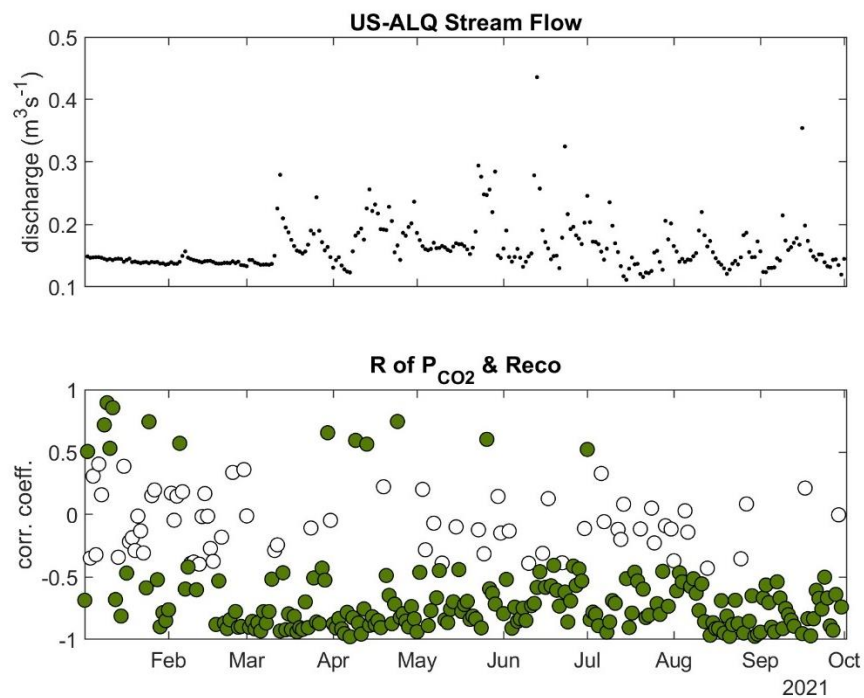 US-ALQ Stream Flow
0.5
0.4
0.3
0.2
0.1
discharge (m³s⁻¹)
R of P_CO2 & Reco
1
0.5
0
-0.5
-1
corr. coeff.
Feb Mar Apr May Jun Jul Aug Sep Oct
2021